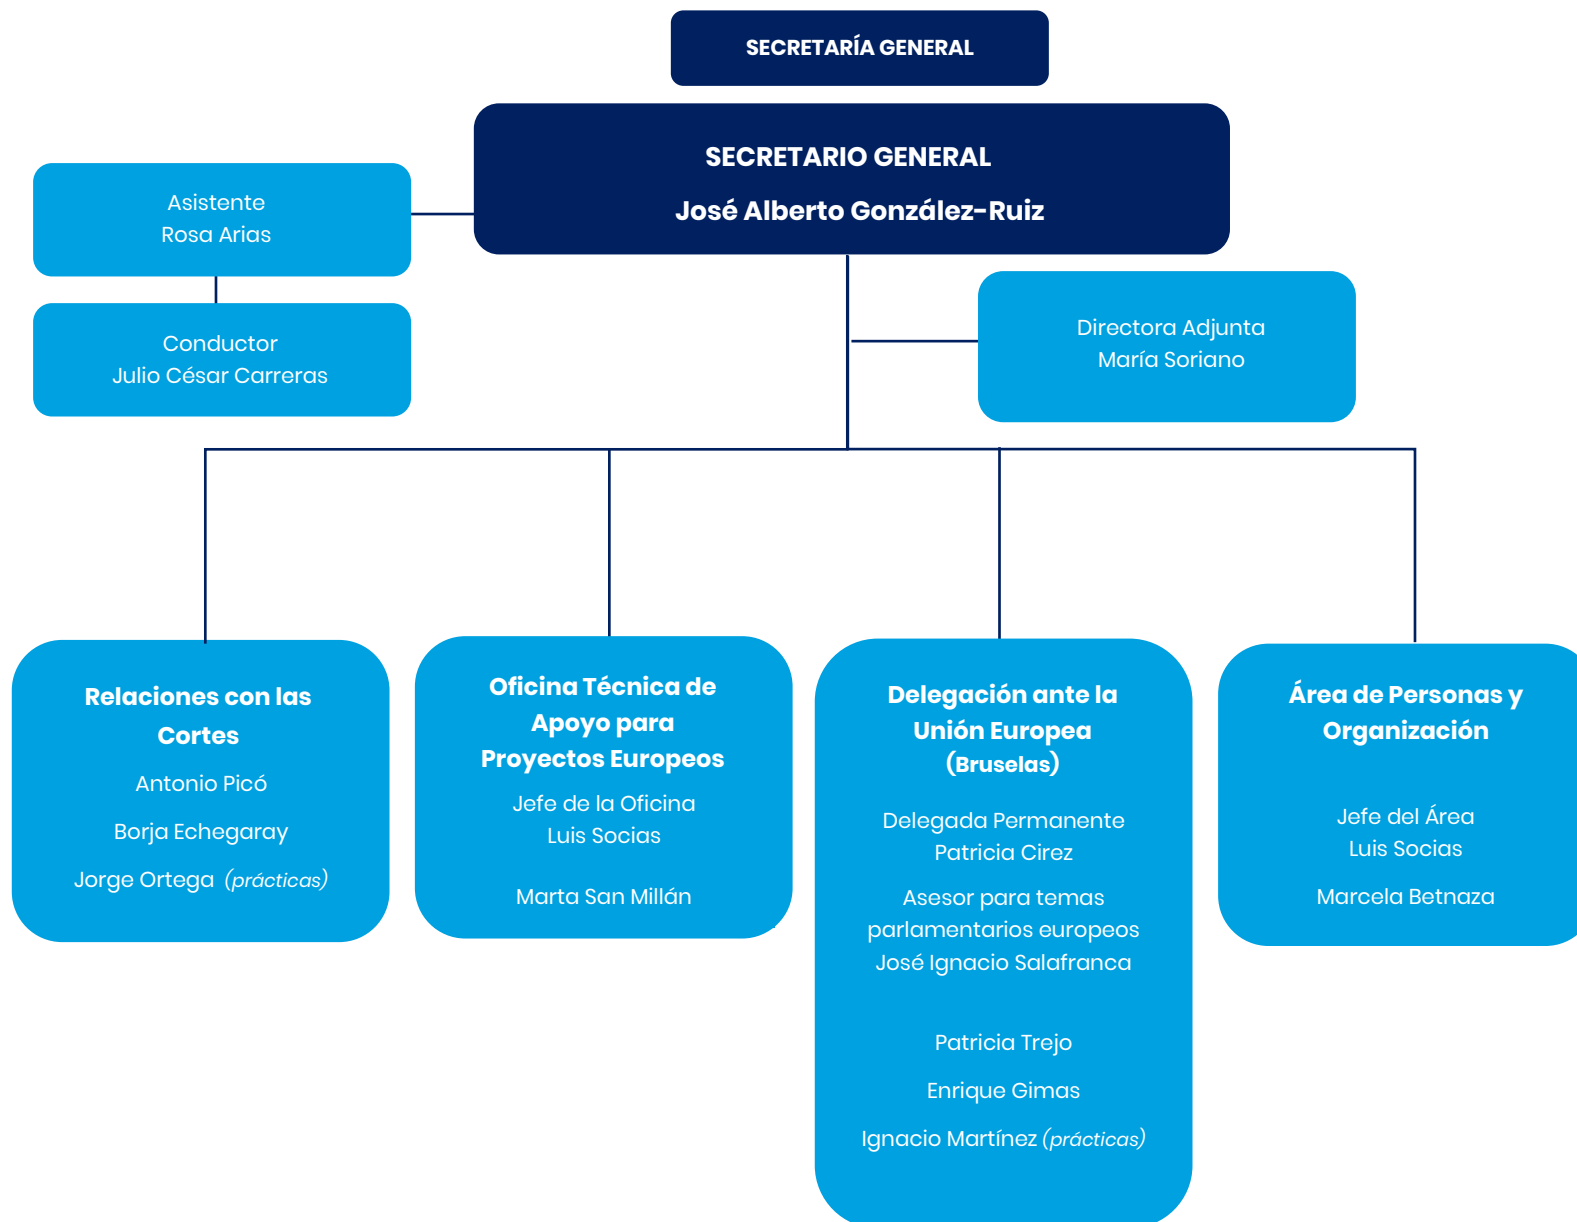 SECRETARÍA GENERAL
SECRETARIO GENERAL
José Alberto González-Ruiz
Asistente
Rosa Arias
Conductor
Julio César Carreras
Directora Adjunta
María Soriano
Relaciones con las
Cortes
Antonio Picó
Borja Echegaray
Jorge Ortega (prácticas)
Oficina Técnica de
Apoyo para
Proyectos Europeos
Jefe de la Oficina
Luis Socias
Marta San Millán
Delegación ante la
Unión Europea
(Bruselas)
Delegada Permanente
Patricia Cirez
Asesor para temas
parlamentarios europeos
José Ignacio Salafranca
Patricia Trejo
Enrique Gimas
Ignacio Martínez (prácticas)
Área de Personas y
Organización
Jefe del Área
Luis Socias
Marcela Betnaza